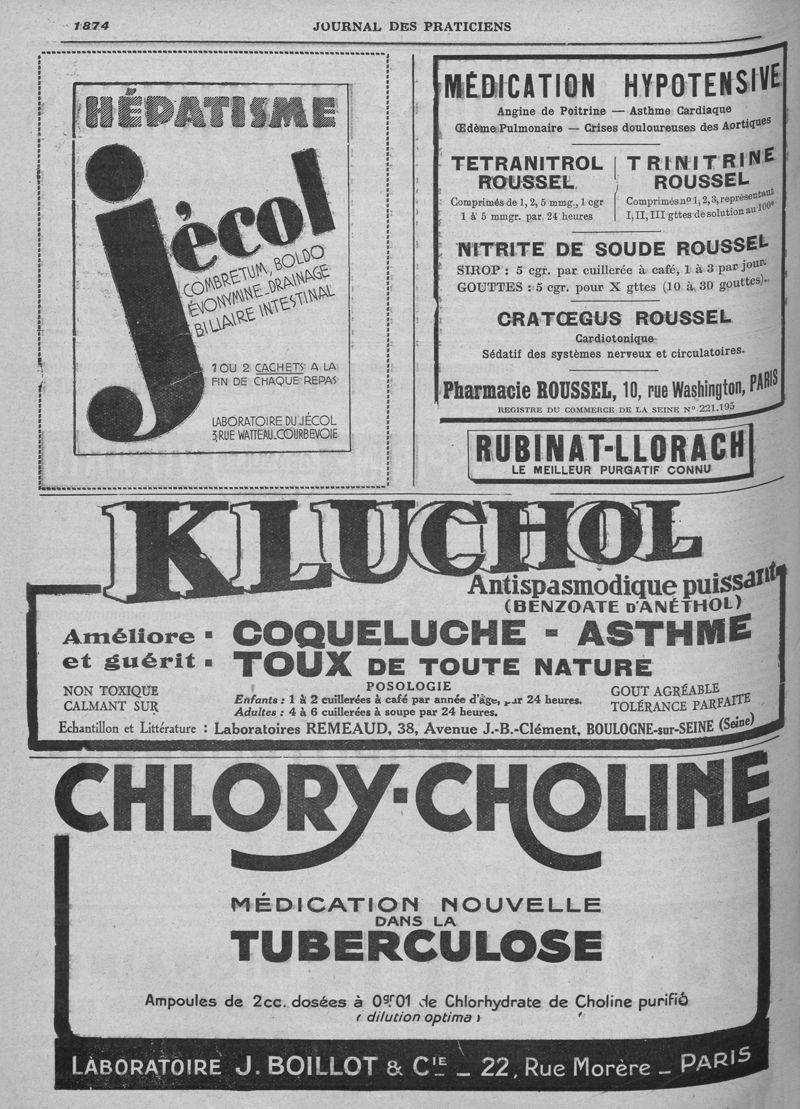 1874
JOURNAL DES PRATICIENS
HÉPATISME
jécol
COMBRETUM, BOLDO
ÉVONYMINE_DRAINAGE
BILIAIRE INTESTINAL
1 OU 2 CACHETS A LA
FIN DE CHAQUE REPAS
LABORATOIRE DU JÉCOL
3, RUE WATTEAU_COURBEVOIE
MÉDICATION HYPOTENSIVE
Angine de Poitrine — Asthme Cardiaque
Œdème Pulmonaire — Crises douloureuses des Aortiques
TETRANITROL
ROUSSEL
Comprimés de 1, 2, 5 mmg., 1 cgr
1 à 5 mmgr. par. 24 heures
TRINITRINE
ROUSSEL
Comprimés nos 1, 2, 3, représentant
I, II, III gttes de solution au 100e
NITRITE DE SOUDE ROUSSEL
SIROP : 5 cgr. par cuillerée à café, 1 à 3 par jour.
GOUTTES : 5 cgr. pour X gttes (10 à 30 gouttes).
CRATŒGUS ROUSSEL
Cardiotonique
Sédatif des systèmes nerveux et circulatoires.
Pharmacie ROUSSEL, 10, rue Washington, PARIS
REGISTRE DU COMMERCE DE LA SEINE No 221.195
RUBINAT-LLORACH
LE MEILLEUR PURGATIF CONNU
KLUCHOL
Antispasmodique puissant
(BENZOATE D'ANÉTHOL)
Améliore : COQUELUCHE - ASTHME
et guérit : TOUX DE TOUTE NATURE
NON TOXIQUE
CALMANT SUR
POSOLOGIE
Enfants : 1 à 2 cuillerées à café par année d'âge, par 24 heures.
Adultes : 4 à 6 cuillerées à soupe par 24 heures.
GOUT AGRÉABLE
TOLÉRANCE PARFAITE
Echantillon et Littérature : Laboratoires REMEAUD, 38, Avenue J.-B.-Clément, BOULOGNE-sur-SEINE (Seine)
CHLORY-CHOLINE
MÉDICATION NOUVELLE
DANS LA
TUBERCULOSE
Ampoules de 2cc. dosées à 0gr.01 de Chlorhydrate de Choline purifié
(dilution optima)
LABORATOIRE J. BOILLOT & CIE _ 22, Rue Morère _ PARIS